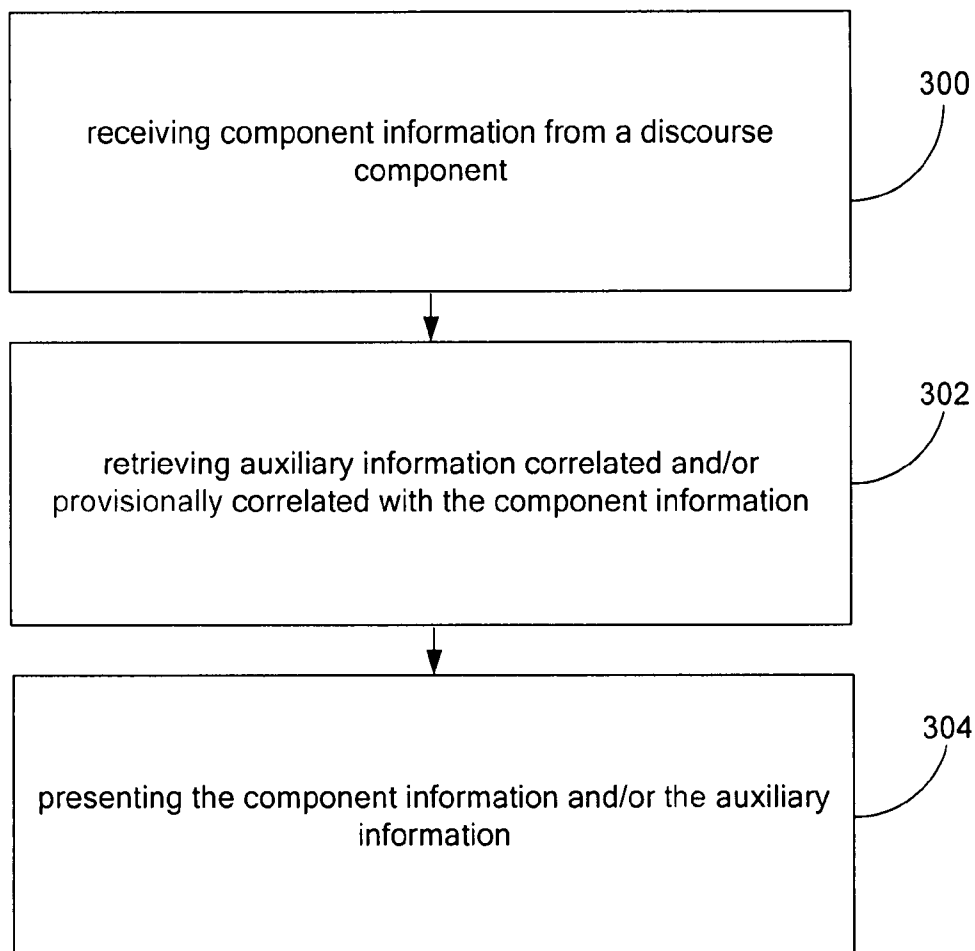 receiving component information from a discourse
component
300
retrieving auxiliary information correlated and/or
provisionally correlated with the component information
302
presenting the component information and/or the auxiliary
information
304